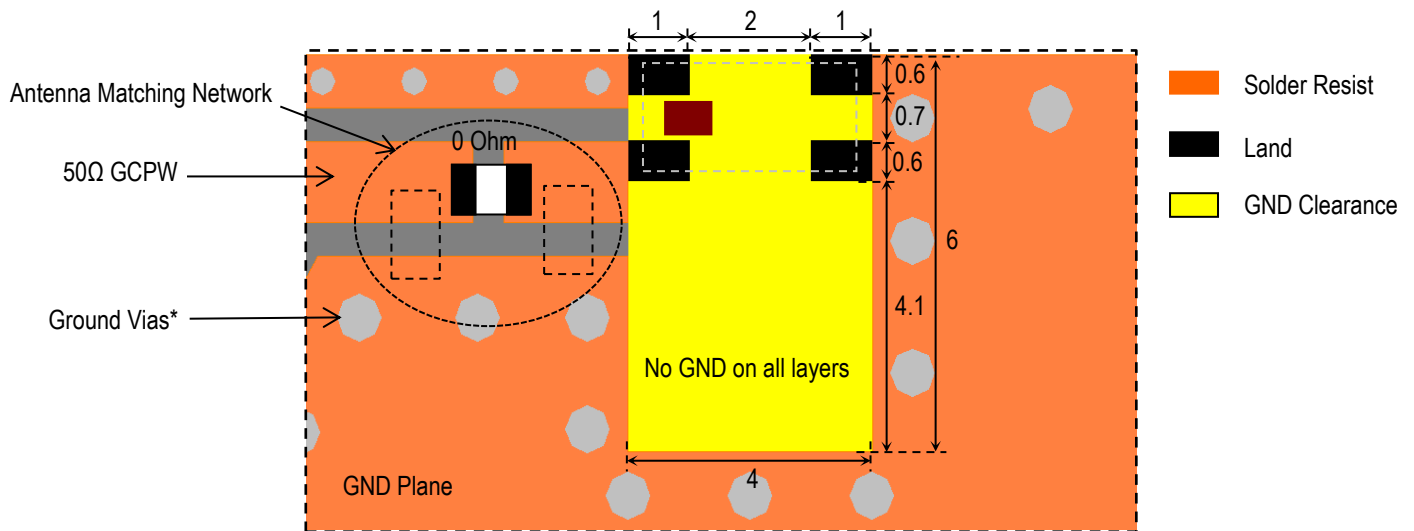 1
2
1
Antenna Matching Network
0 Ohm
50Ω GCPW
Ground Vias*
0.6
0.7
0.6
6
4.1
No GND on all layers
4
GND Plane
Solder Resist
Land
GND Clearance